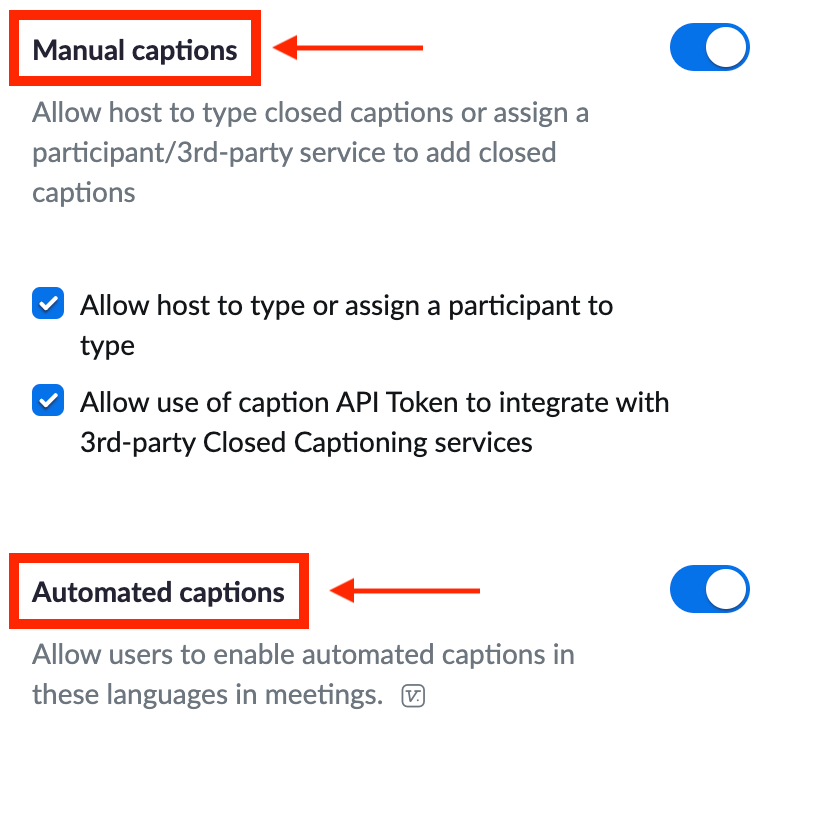 Manual captions
Allow host to type closed captions or assign a
participant/3rd-party service to add closed
captions
Allow host to type or assign a participant to
type
Allow use of caption API Token to integrate with
3rd-party Closed Captioning services
Automated captions
Allow users to enable automated captions in
these languages in meetings. V.